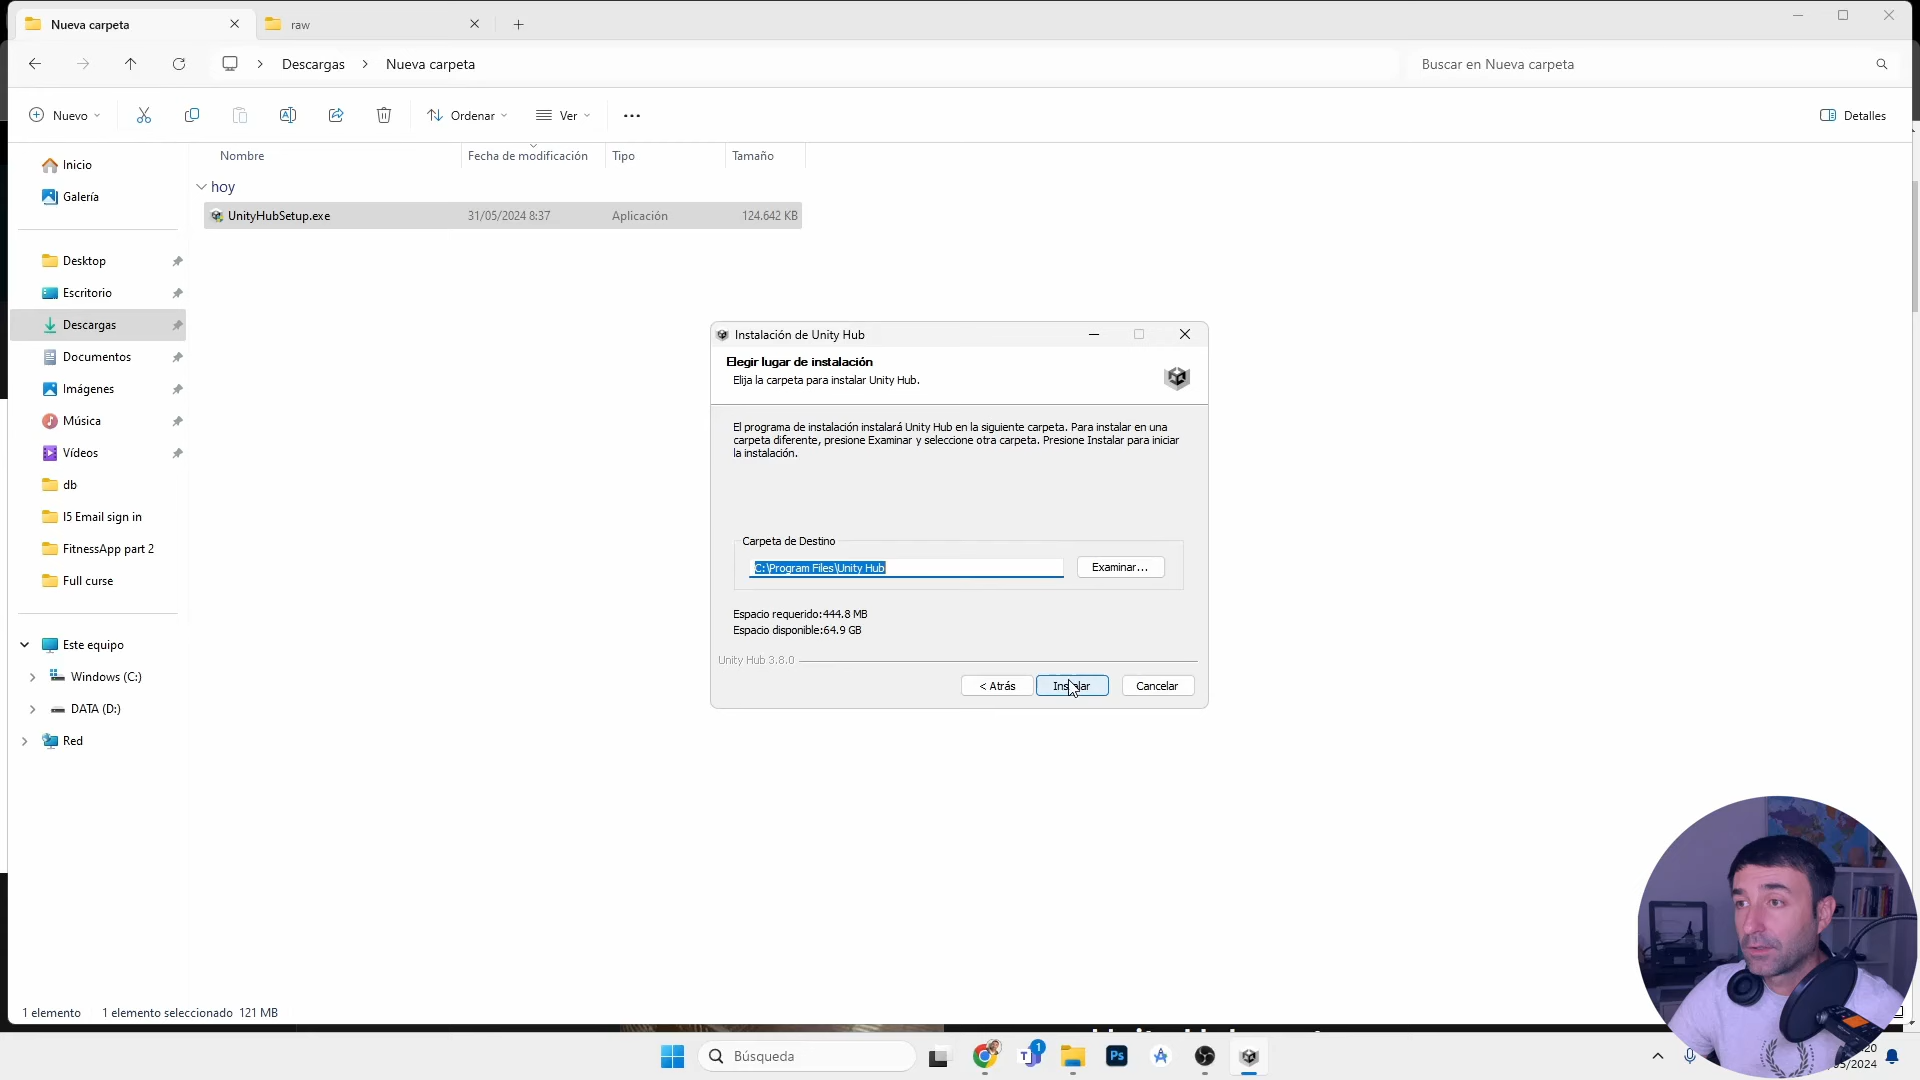 Nueva carpeta
raw
Descargas
Nueva carpeta
Buscar en Nueva carpeta
Nuevo
Ordenar
Ver
Detalles
Nombre
Fecha de modificación
Tipo
Tamaño
Inicio
Galería
Desktop
Escritorio
Descargas
Documentos
Imágenes
Música
Vídeos
db
I5 Email sign in
FitnessApp part 2
Full curse
Este equipo
Windows (C:)
DATA (D:)
Red
hoy
UnityHubSetup.exe
31/05/2024 8:37
Aplicación
124.642 KB
Instalación de Unity Hub
Elegir lugar de instalación
Elija la carpeta para instalar Unity Hub.
El programa de instalación instalará Unity Hub en la siguiente carpeta. Para instalar en una
carpeta diferente, presione Examinar y seleccione otra carpeta. Presione Instalar para iniciar
la instalación.
Carpeta de Destino
C:\Program Files\Unity Hub
Examinar...
Espacio requerido:444.8 MB
Espacio disponible:64.9 GB
Unity Hub 3.8.0
< Atrás
Instalar
Cancelar
1 elemento
1 elemento seleccionado 121 MB
Búsqueda
1
Ps